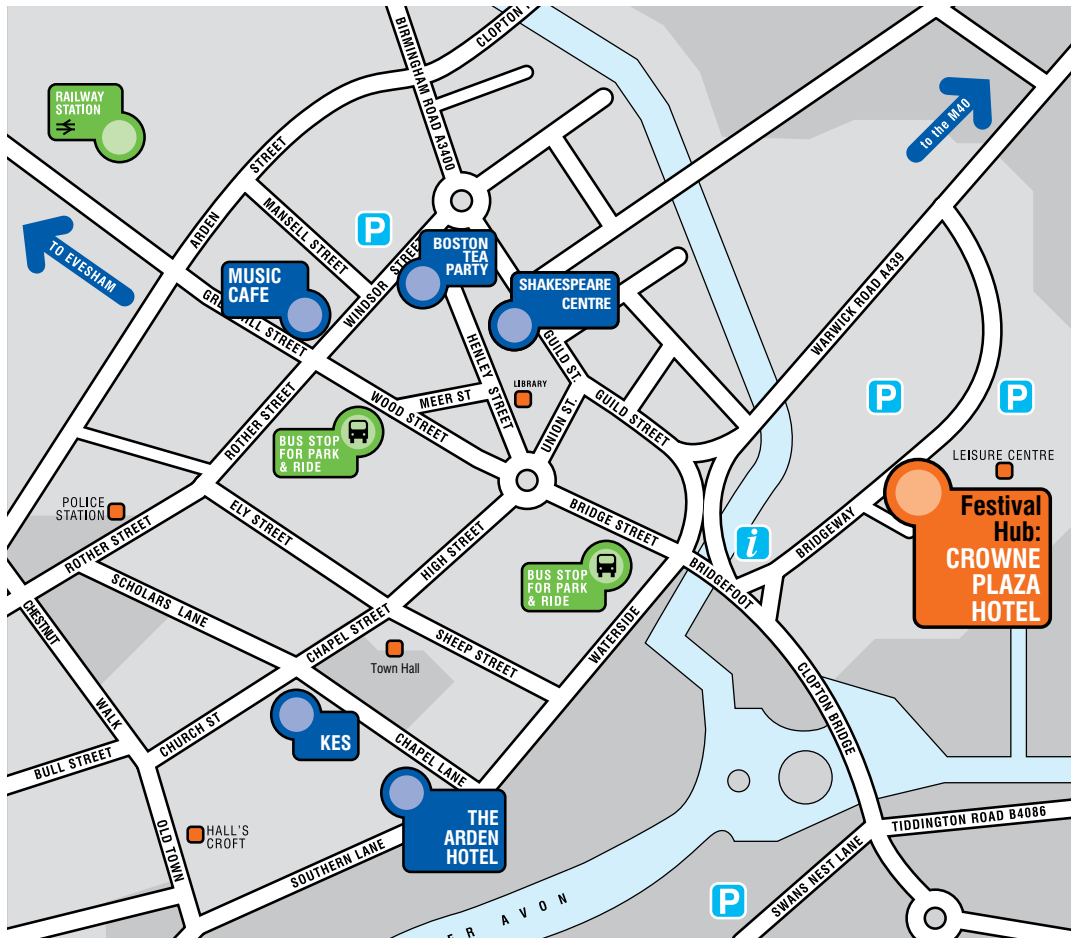 BIRMINGHAM ROAD A3400
CLOPTON
RAILWAY
STATION
to the M40
ARDEN
STREET
MANSELL STREET
P
TO EVESHAM
MUSIC
CAFE
WINDSOR STREET
BOSTON
TEA
PARTY
SHAKESPEARE
CENTRE
WARWICK ROAD A439
HILL STREET
HENLEY STREET
GUILD ST.
LIBRARY
MEER ST
WOOD STREET
UNION ST.
GUILD STREET
P
P
ROTHER STREET
BUS STOP
FOR PARK
& RIDE
LEISURE CENTRE
POLICE
STATION
ELY STREET
HIGH STREET
BRIDGE STREET
i
BRIDGEWAY
Festival
Hub:
CROWNE
PLAZA
HOTEL
ROTHER STREET
SCHOLARS LANE
BUS STOP
FOR PARK
& RIDE
BRIDGEFOOT
CHESTNUT WALK
CHAPEL STREET
Town Hall
SHEEP STREET
WATERSIDE
CLOPTON BRIDGE
CHURCH ST
KES
BULL STREET
CHAPEL LANE
THE
ARDEN
HOTEL
HALL'S
CROFT
OLD TOWN
SOUTHERN LANE
TIDDINGTON ROAD B4086
SWANS NEST LANE
P
ER AVON